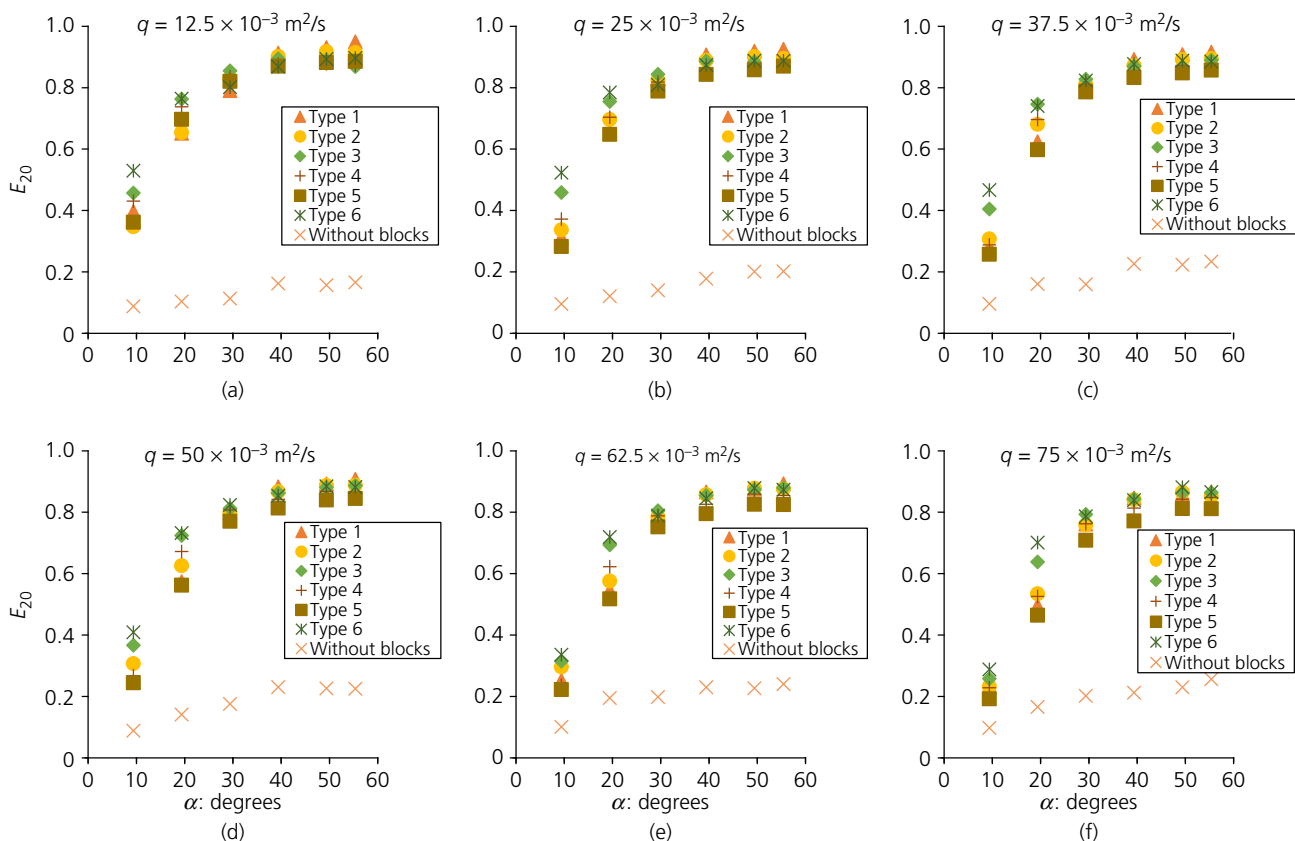 q = 12.5 × 10⁻³ m²/s
1.0
0.8
0.6
0.4
0.2
0
E₂₀
Type 1
Type 2
Type 3
Type 4
Type 5
Type 6
Without blocks
0 10 20 30 40 50 60
(a)
q = 25 × 10⁻³ m²/s
1.0
0.8
0.6
0.4
0.2
0
Type 1
Type 2
Type 3
Type 4
Type 5
Type 6
Without blocks
0 10 20 30 40 50 60
(b)
q = 37.5 × 10⁻³ m²/s
1.0
0.8
0.6
0.4
0.2
0
Type 1
Type 2
Type 3
Type 4
Type 5
Type 6
Without blocks
0 10 20 30 40 50 60
(c)
q = 50 × 10⁻³ m²/s
1.0
0.8
0.6
0.4
0.2
0
E₂₀
Type 1
Type 2
Type 3
Type 4
Type 5
Type 6
Without blocks
0 10 20 30 40 50 60
α: degrees
(d)
q = 62.5 × 10⁻³ m²/s
1.0
0.8
0.6
0.4
0.2
0
Type 1
Type 2
Type 3
Type 4
Type 5
Type 6
Without blocks
0 10 20 30 40 50 60
α: degrees
(e)
q = 75 × 10⁻³ m²/s
1.0
0.8
0.6
0.4
0.2
0
Type 1
Type 2
Type 3
Type 4
Type 5
Type 6
Without blocks
0 10 20 30 40 50 60
α: degrees
(f)